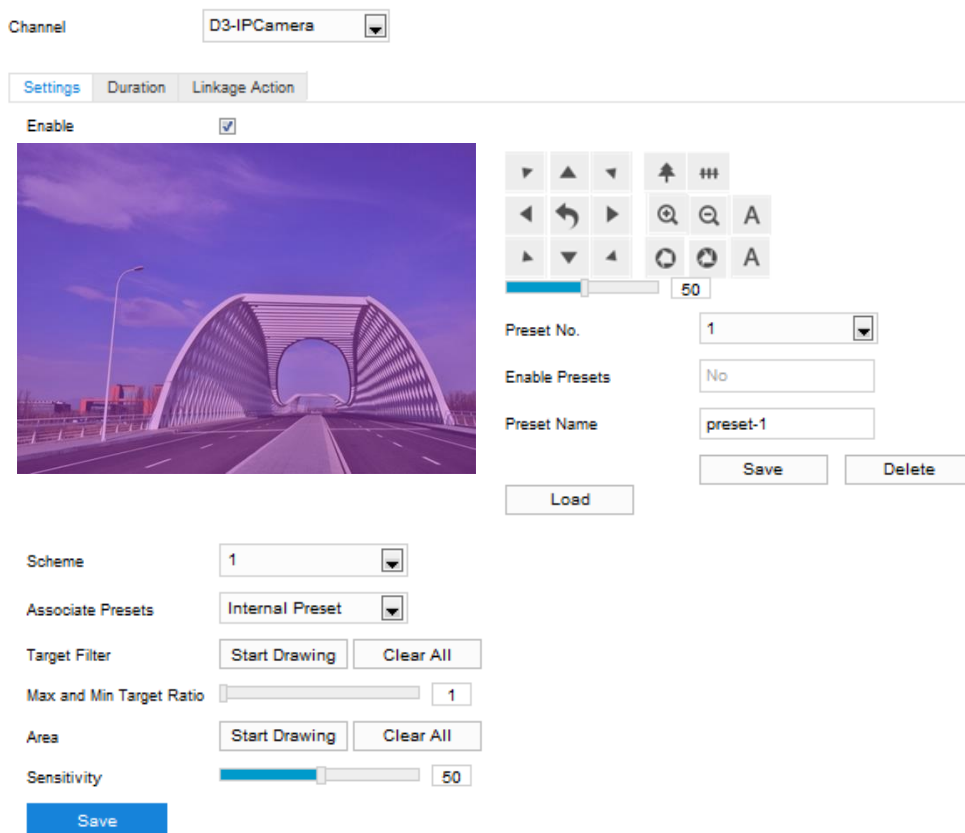 Channel D3-IPCamera
Settings Duration Linkage Action
Enable
A
A
50
Preset No. 1
Enable Presets No
Preset Name preset-1
Save Delete
Load
Scheme 1
Associate Presets Internal Preset
Target Filter Start Drawing Clear All
Max and Min Target Ratio 1
Area Start Drawing Clear All
Sensitivity 50
Save